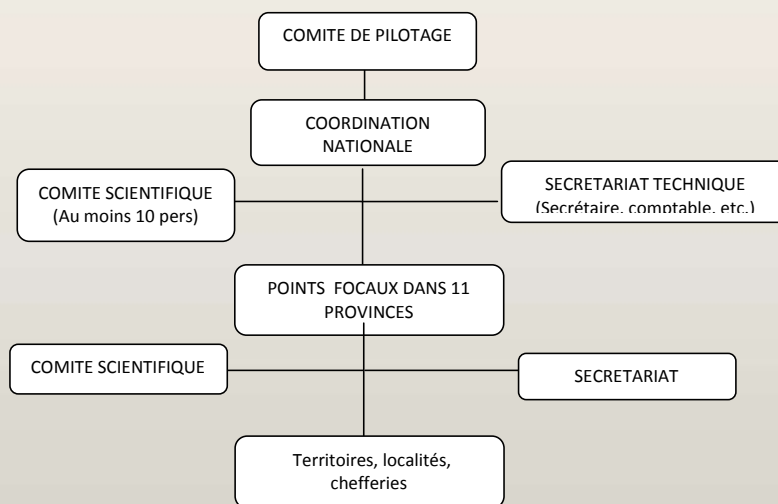 COMITE DE PILOTAGE
COORDINATION
NATIONALE
COMITE SCIENTIFIQUE
(Au moins 10 pers)
SECRETARIAT TECHNIQUE
(Secrétaire, comptable, etc.)
POINTS FOCAUX DANS 11
PROVINCES
COMITE SCIENTIFIQUE
SECRETARIAT
Territoires, localités,
chefferies